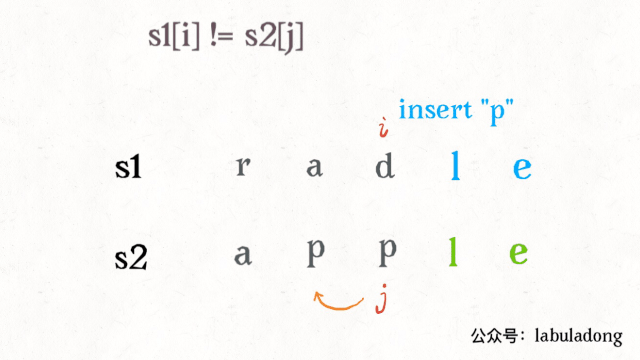 s1[i] != s2[j]
insert "p"
i
s1 r a d l e
s2 a p p l e
j
公众号：labuladong